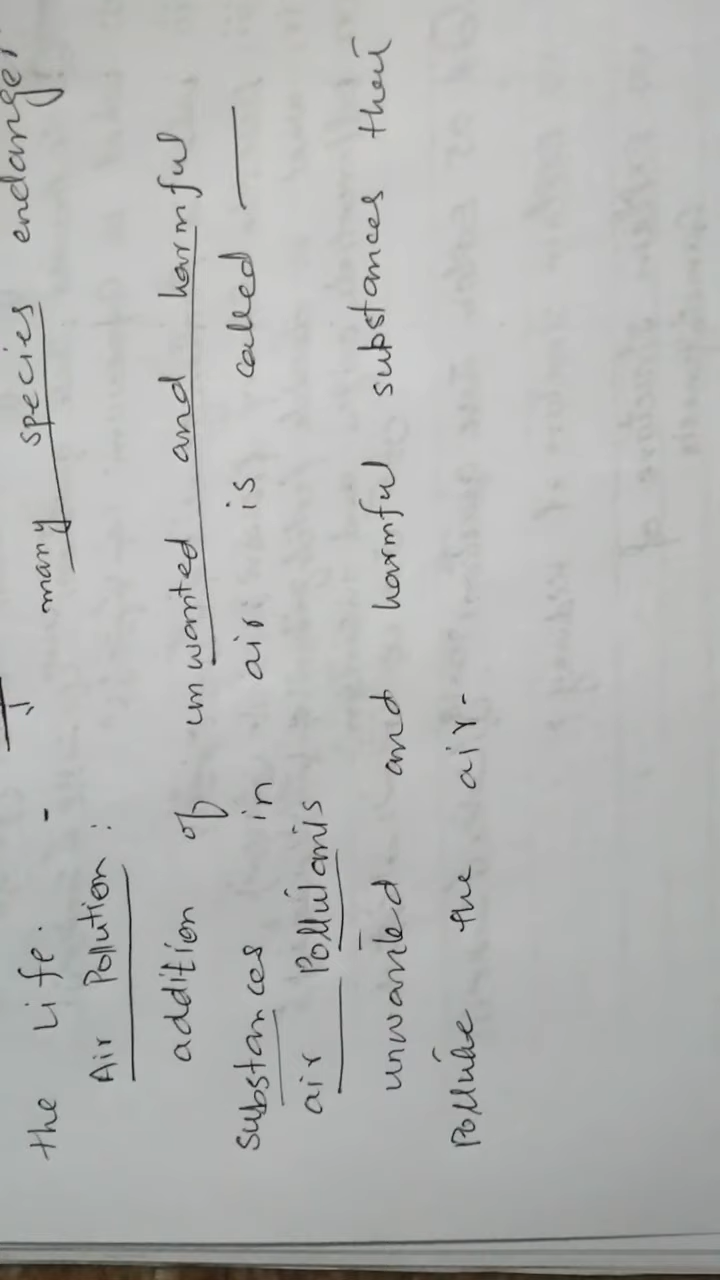 the Life. - many species endanger
Air Pollution :
addition of unwanted and harmful
substances in air is called —
air Pollutants
unwanted and harmful substances that
Pollute the air.